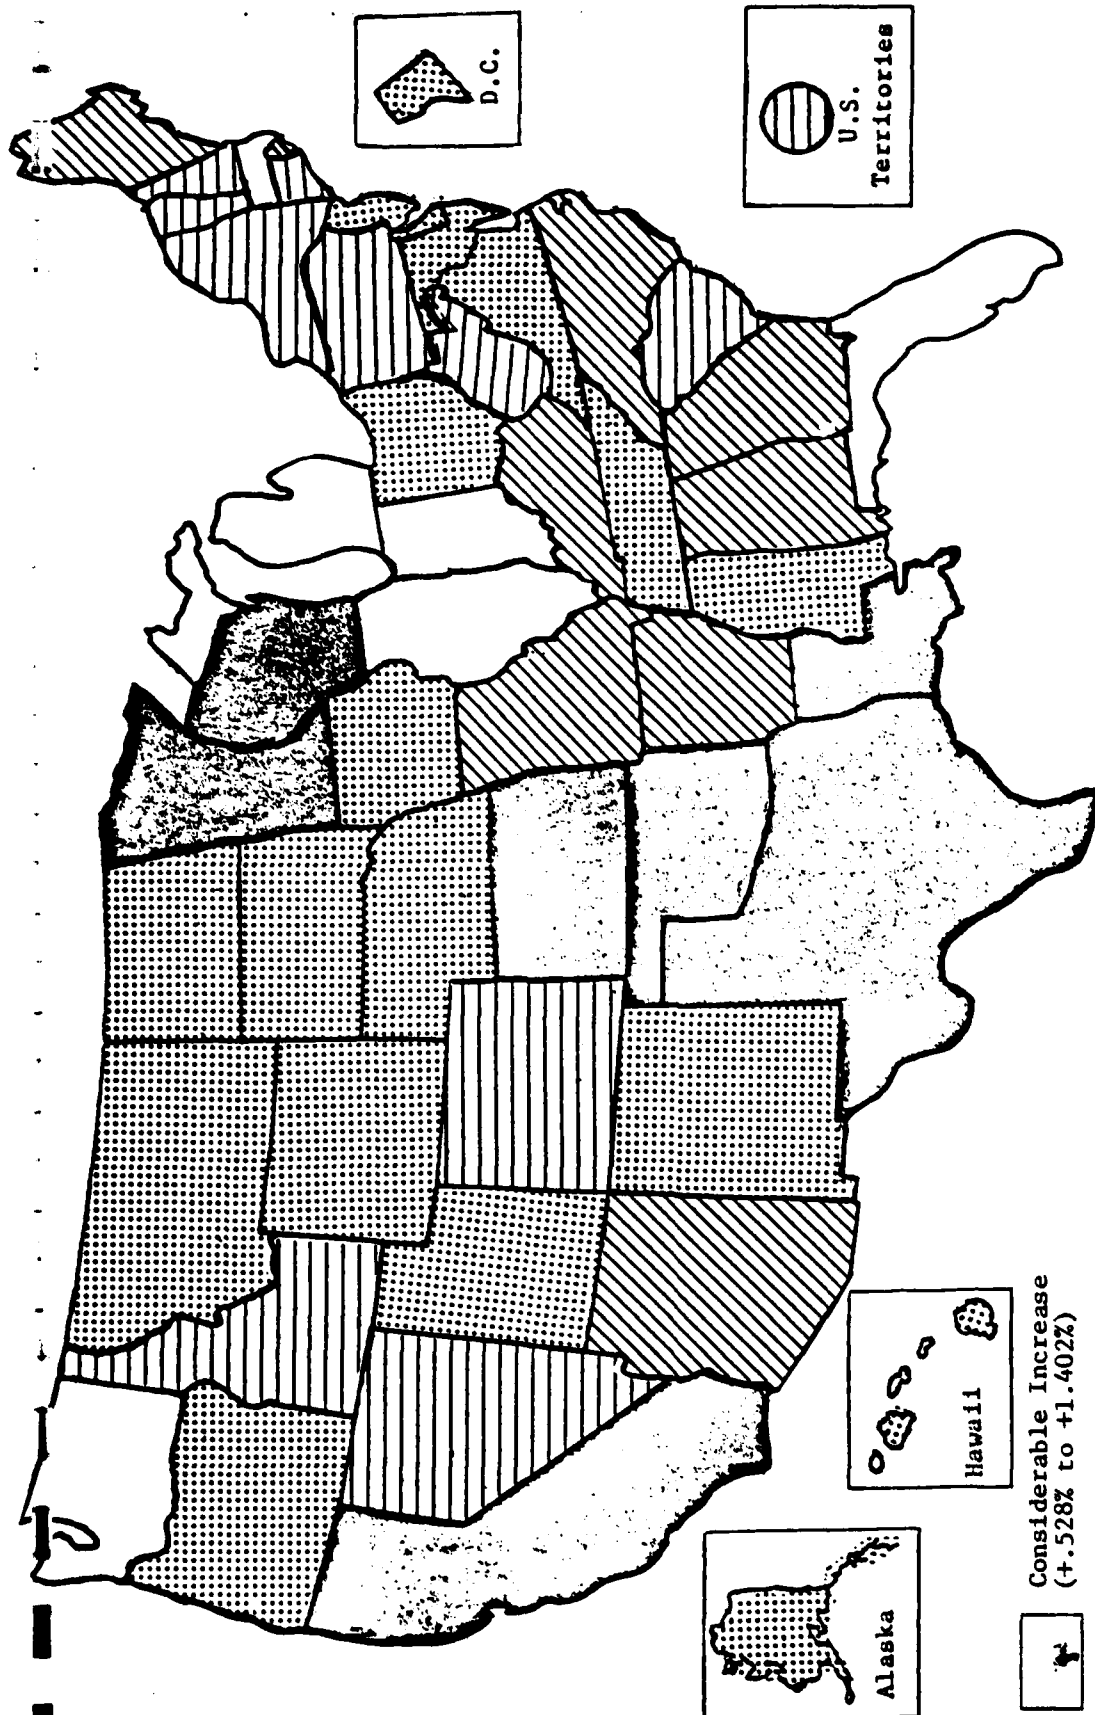 D.C.
U.S.
Territories
Alaska
Hawaii
Considerable Increase
(+.528% to +1.402%)